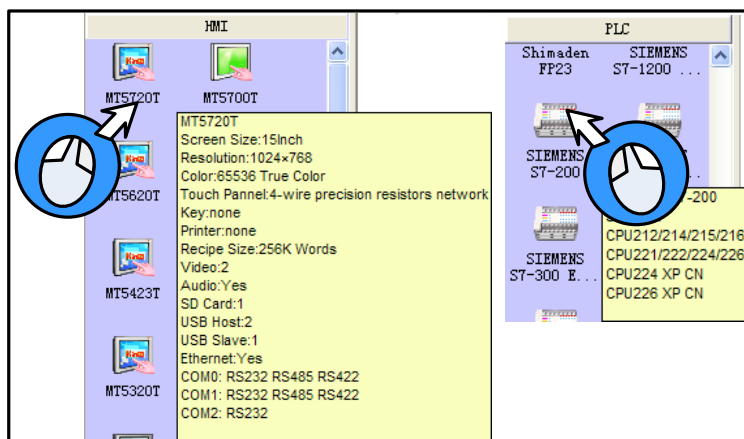 HMI
MT5720T
MT5700T
MT5620T
MT5423T
MT5320T
MT5720T
Screen Size:15Inch
Resolution:1024×768
Color:65536 True Color
Touch Pannel:4-wire precision resistors network
Key:none
Printer:none
Recipe Size:256K Words
Video:2
Audio:Yes
SD Card:1
USB Host:2
USB Slave:1
Ethernet:Yes
COM0: RS232 RS485 RS422
COM1: RS232 RS485 RS422
COM2: RS232
PLC
Shimaden
FP23
SIEMENS
S7-1200 ...
SIEMENS
S7-200
SIEMENS
S7-300 E...
-200
CPU212/214/215/216
CPU221/222/224/226
CPU224 XP CN
CPU226 XP CN